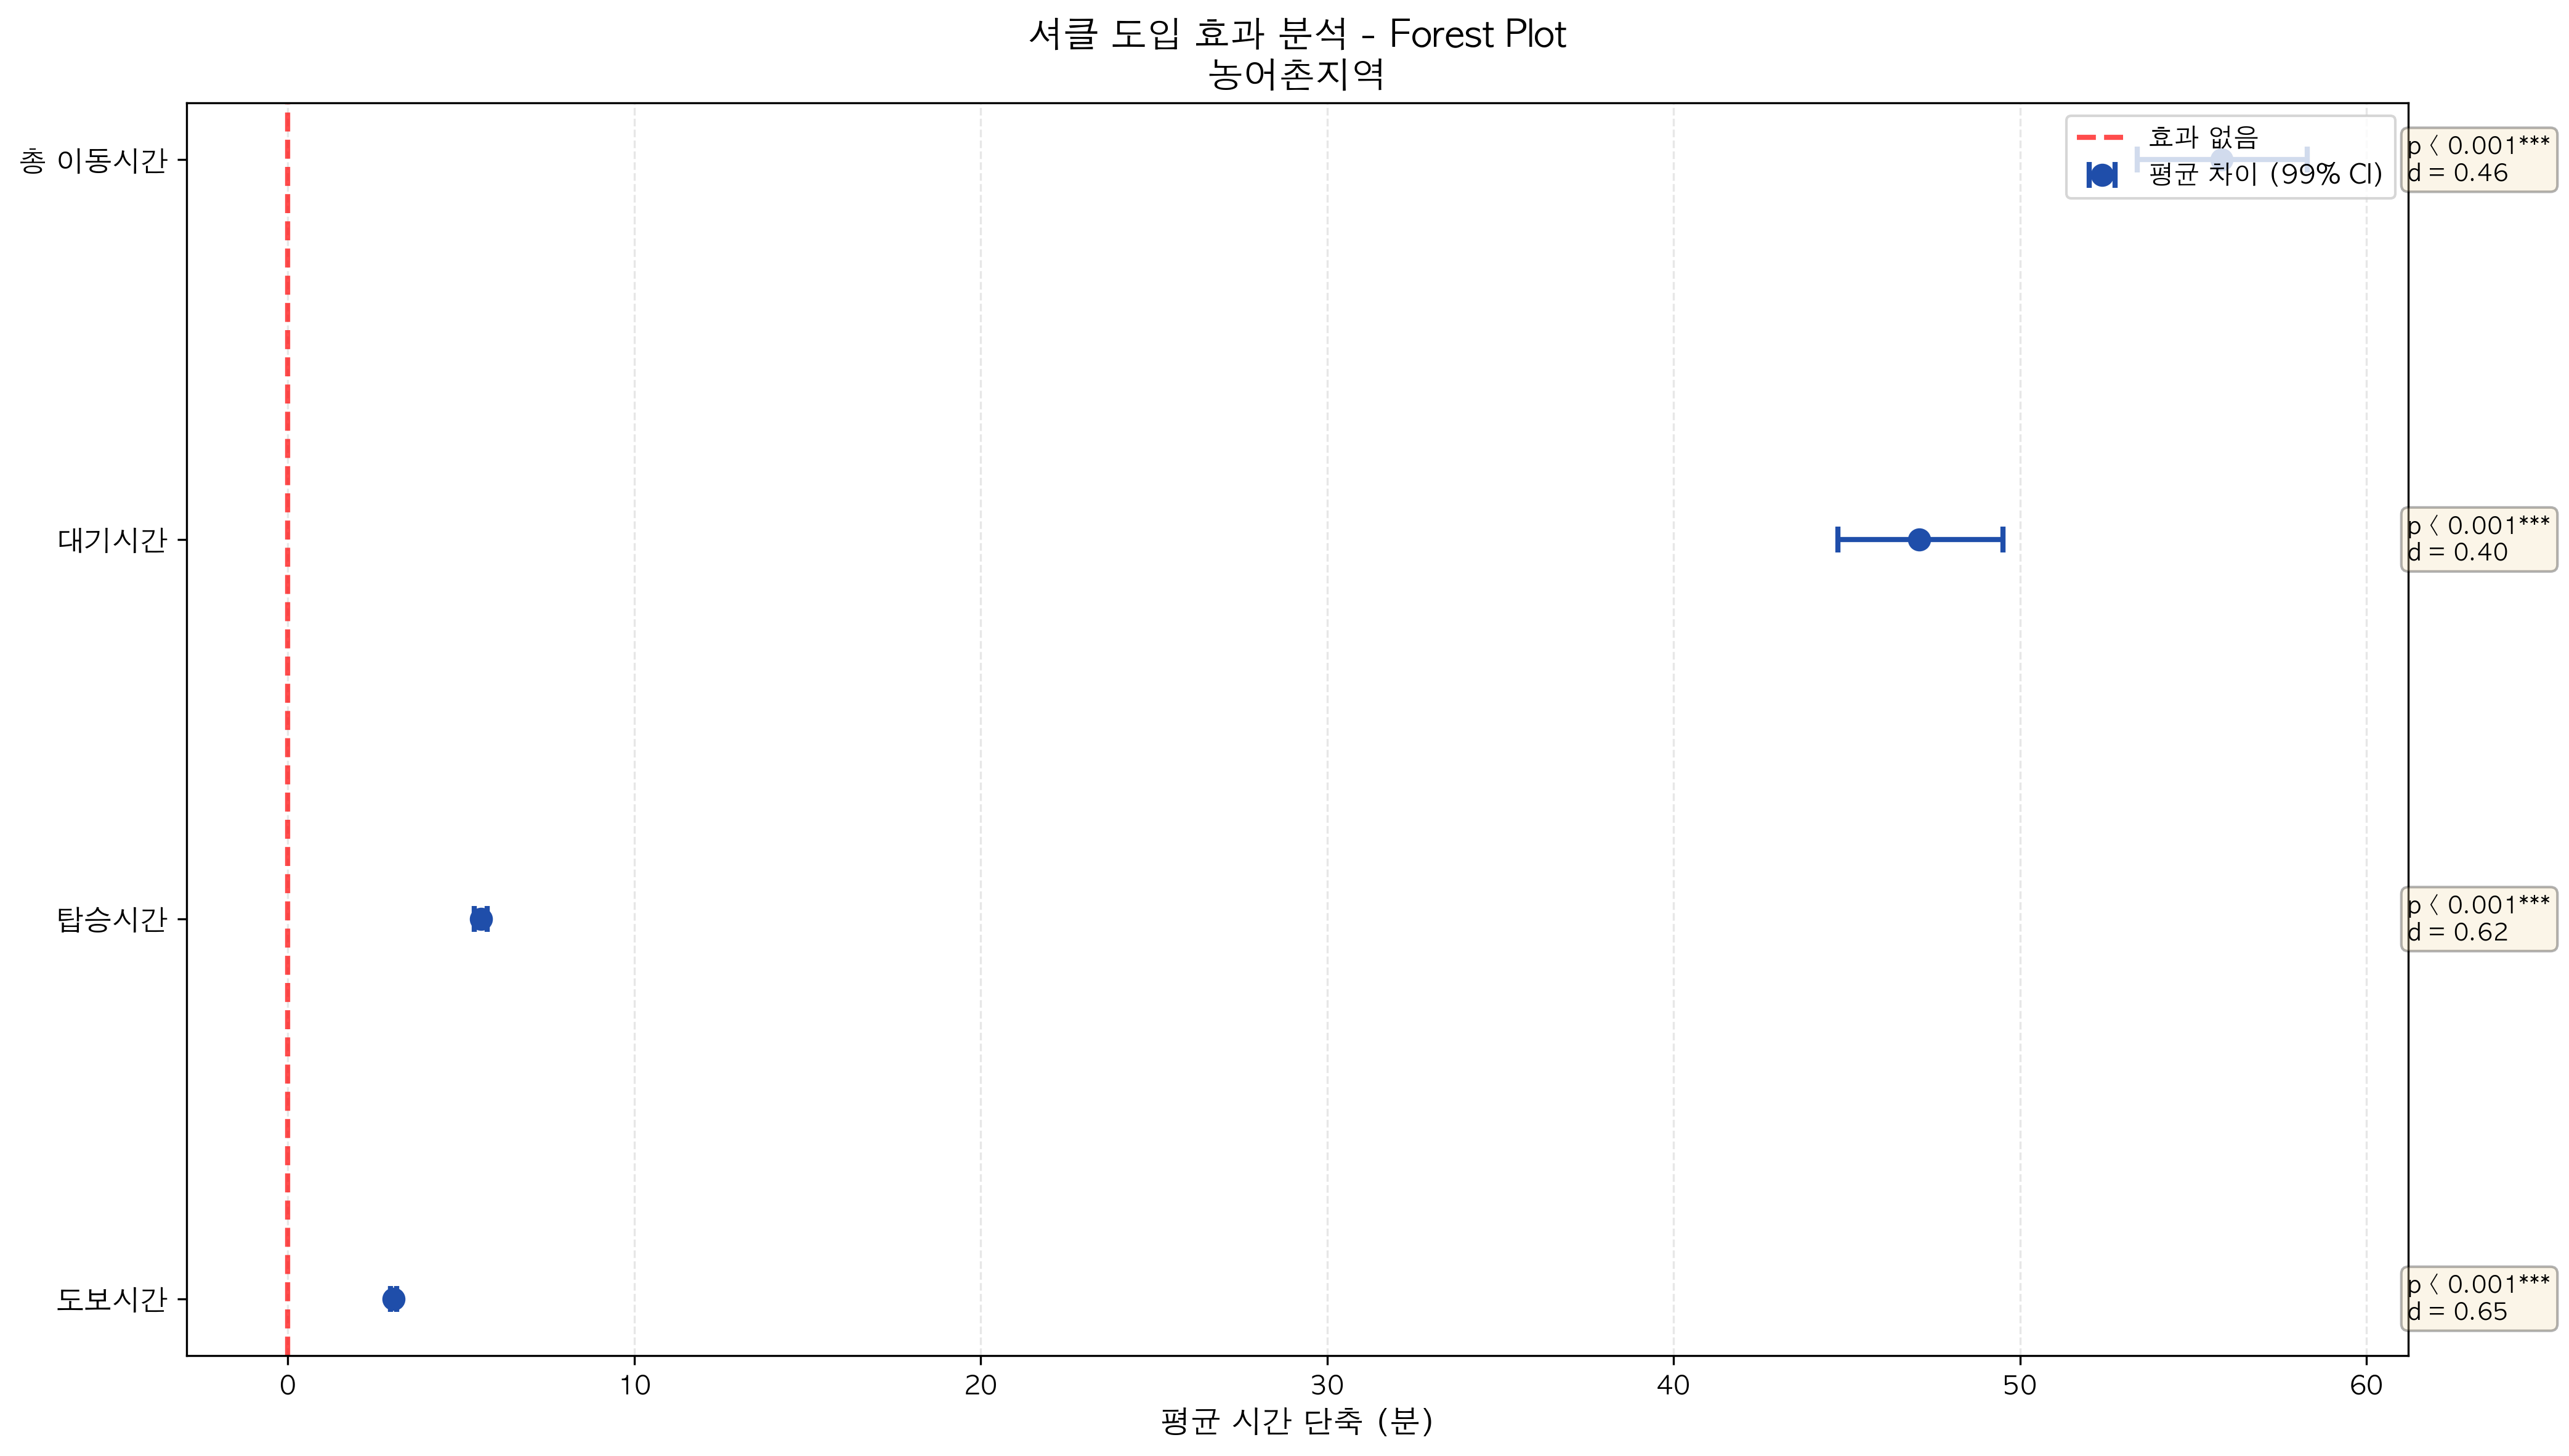 셔클 도입 효과 분석 - Forest Plot
농어촌지역
효과 없음
평균 차이 (99% CI)
총 이동시간
p < 0.001***
d = 0.46
대기시간
p < 0.001***
d = 0.40
탑승시간
p < 0.001***
d = 0.62
도보시간
p < 0.001***
d = 0.65
0 10 20 30 40 50 60
평균 시간 단축 (분)